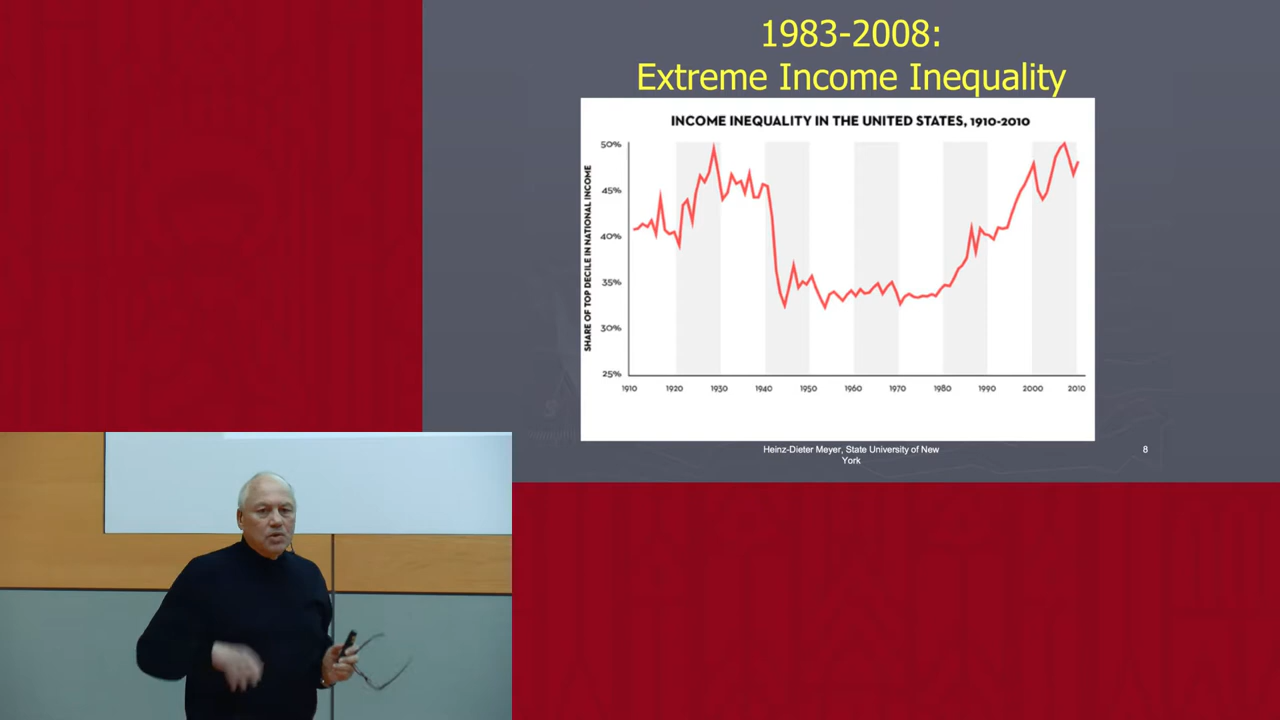 1983-2008:
Extreme Income Inequality
INCOME INEQUALITY IN THE UNITED STATES, 1910-2010
SHARE OF TOP DECILE IN NATIONAL INCOME
50%
45%
40%
35%
30%
25%
1910 1920 1930 1940 1950 1960 1970 1980 1990 2000 2010
Heinz-Dieter Meyer, State University of New
York
8